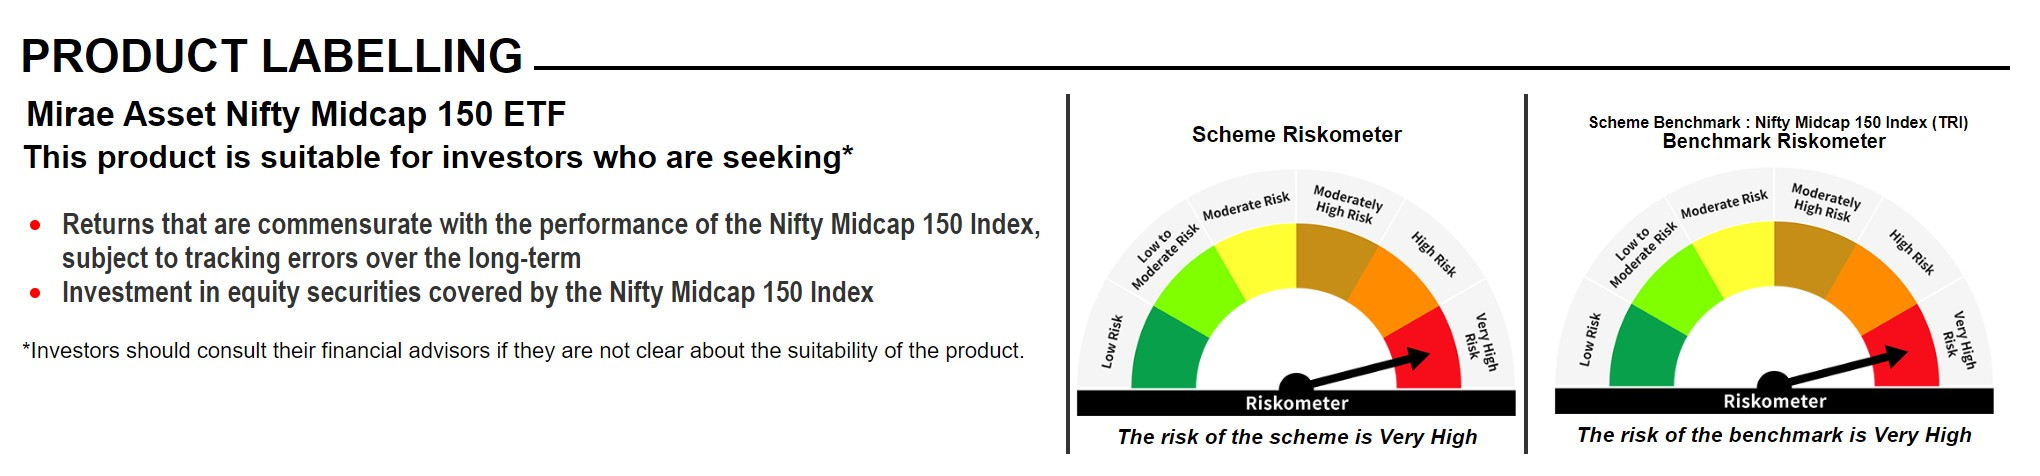 PRODUCT LABELLING
Mirae Asset Nifty Midcap 150 ETF
This product is suitable for investors who are seeking*
• Returns that are commensurate with the performance of the Nifty Midcap 150 Index,
subject to tracking errors over the long-term
• Investment in equity securities covered by the Nifty Midcap 150 Index
*Investors should consult their financial advisors if they are not clear about the suitability of the product.
Scheme Riskometer
Low Risk
Low to
Moderate Risk
Moderate Risk
Moderately
High Risk
High Risk
Very High
Risk
Riskometer
The risk of the scheme is Very High
Scheme Benchmark : Nifty Midcap 150 Index (TRI)
Benchmark Riskometer
Low Risk
Low to
Moderate Risk
Moderate Risk
Moderately
High Risk
High Risk
Very High
Risk
Riskometer
The risk of the benchmark is Very High